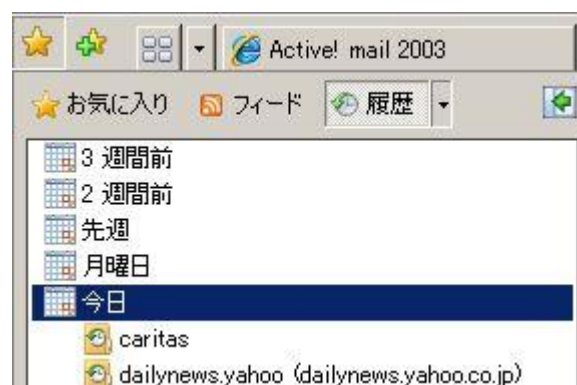 Active! mail 2003
お気に入り フィード 履歴
3 週間前
2 週間前
先週
月曜日
今日
caritas
dailynews.yahoo (dailynews.yahoo.co.jp)